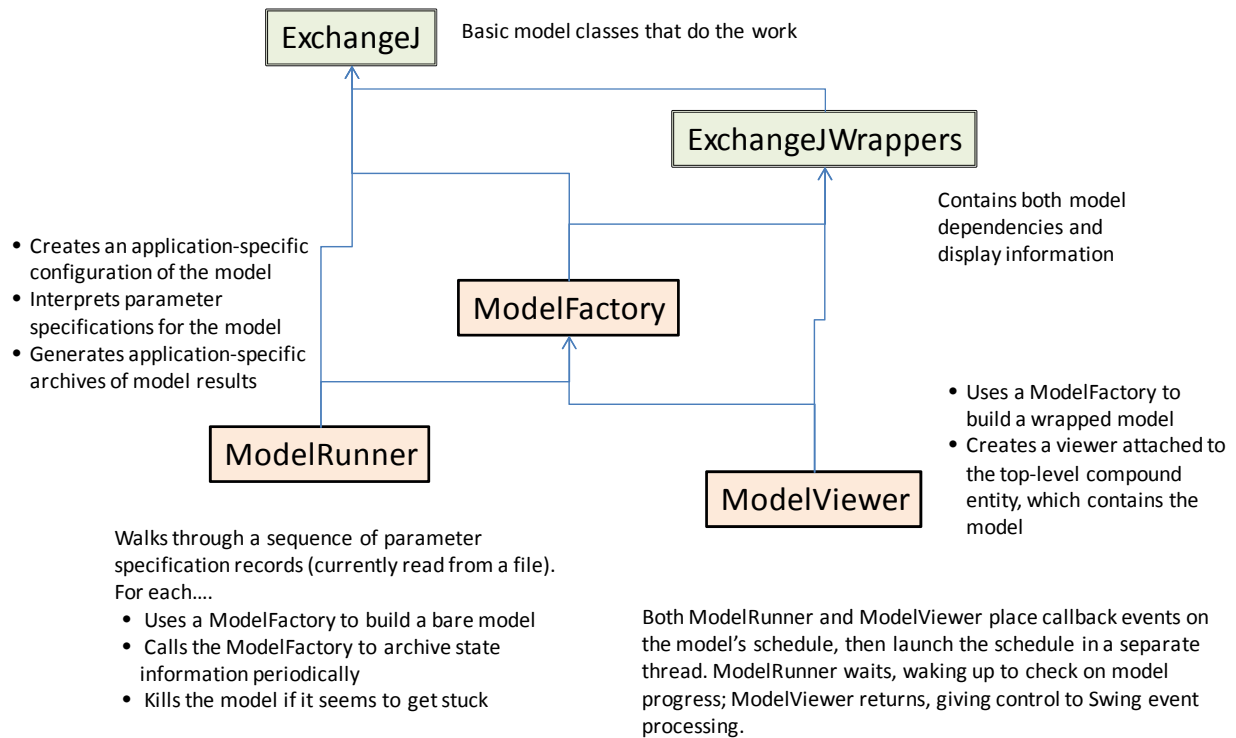 ExchangeJ
Basic model classes that do the work
ExchangeJWrappers
Contains both model
dependencies and
display information
• Creates an application-specific
configuration of the model
• Interprets parameter
specifications for the model
• Generates application-specific
archives of model results
ModelFactory
• Uses a ModelFactory to
build a wrapped model
• Creates a viewer attached to
the top-level compound
entity, which contains the
model
ModelRunner
ModelViewer
Walks through a sequence of parameter
specification records (currently read from a file).
For each....
• Uses a ModelFactory to build a bare model
• Calls the ModelFactory to archive state
information periodically
• Kills the model if it seems to get stuck
Both ModelRunner and ModelViewer place callback events on
the model's schedule, then launch the schedule in a separate
thread. ModelRunner waits, waking up to check on model
progress; ModelViewer returns, giving control to Swing event
processing.